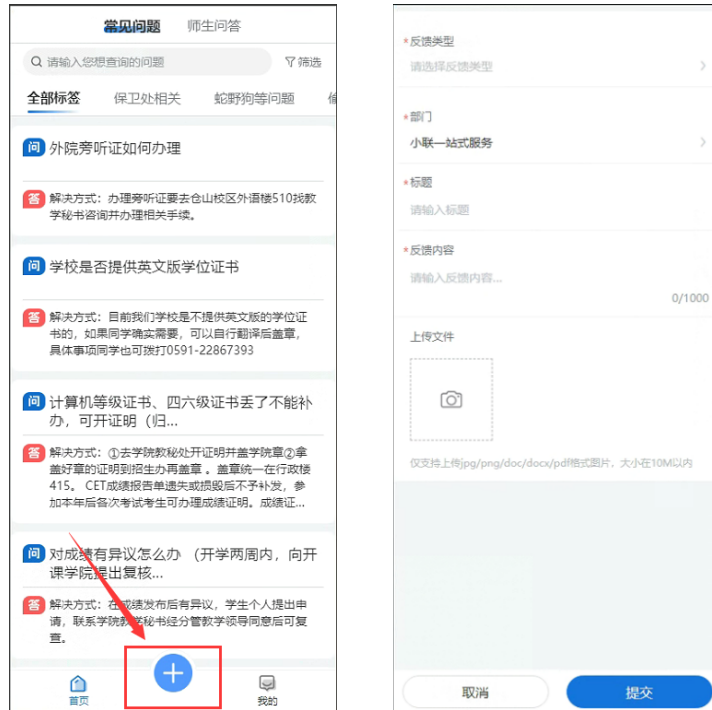 常见问题 师生问答
请输入您想查询的问题 筛选
全部标签 保卫处相关 蛇野狗等问题
问 外院旁听证如何办理
答 解决方式：办理旁听证要去仓山校区外语楼510找教
学秘书咨询并办理相关手续。
问 学校是否提供英文版学位证书
答 解决方式：目前我们学校是不提供英文版的学位证
书的，如果同学确实需要，可以自行翻译后盖章，
具体事项同学也可拨打0591-22867393
问 计算机等级证书、四六级证书丢了不能补
办，可开证明（归...
答 解决方式：①去学院教秘处开证明并盖学院章②拿
盖好章的证明到招生办再盖章 。盖章统一在行政楼
415。 CET成绩报告单遗失或损毁后不予补发，参
加本年后各次考试考生可办理成绩证明。成绩证...
问 对成绩有异议怎么办 （开学两周内，向开
课学院提出复核...
答 解决方式：在成绩发布后有异议，学生个人提出申
请，联系学院教学秘书经分管教学领导同意后可复
查。
首页 我的
*反馈类型
请选择反馈类型
*部门
小联一站式服务
*标题
请输入标题
*反馈内容
请输入反馈内容...
0/1000
上传文件
仅支持上传jpg/png/doc/docx/pdf格式图片、大小在10M以内
取消 提交